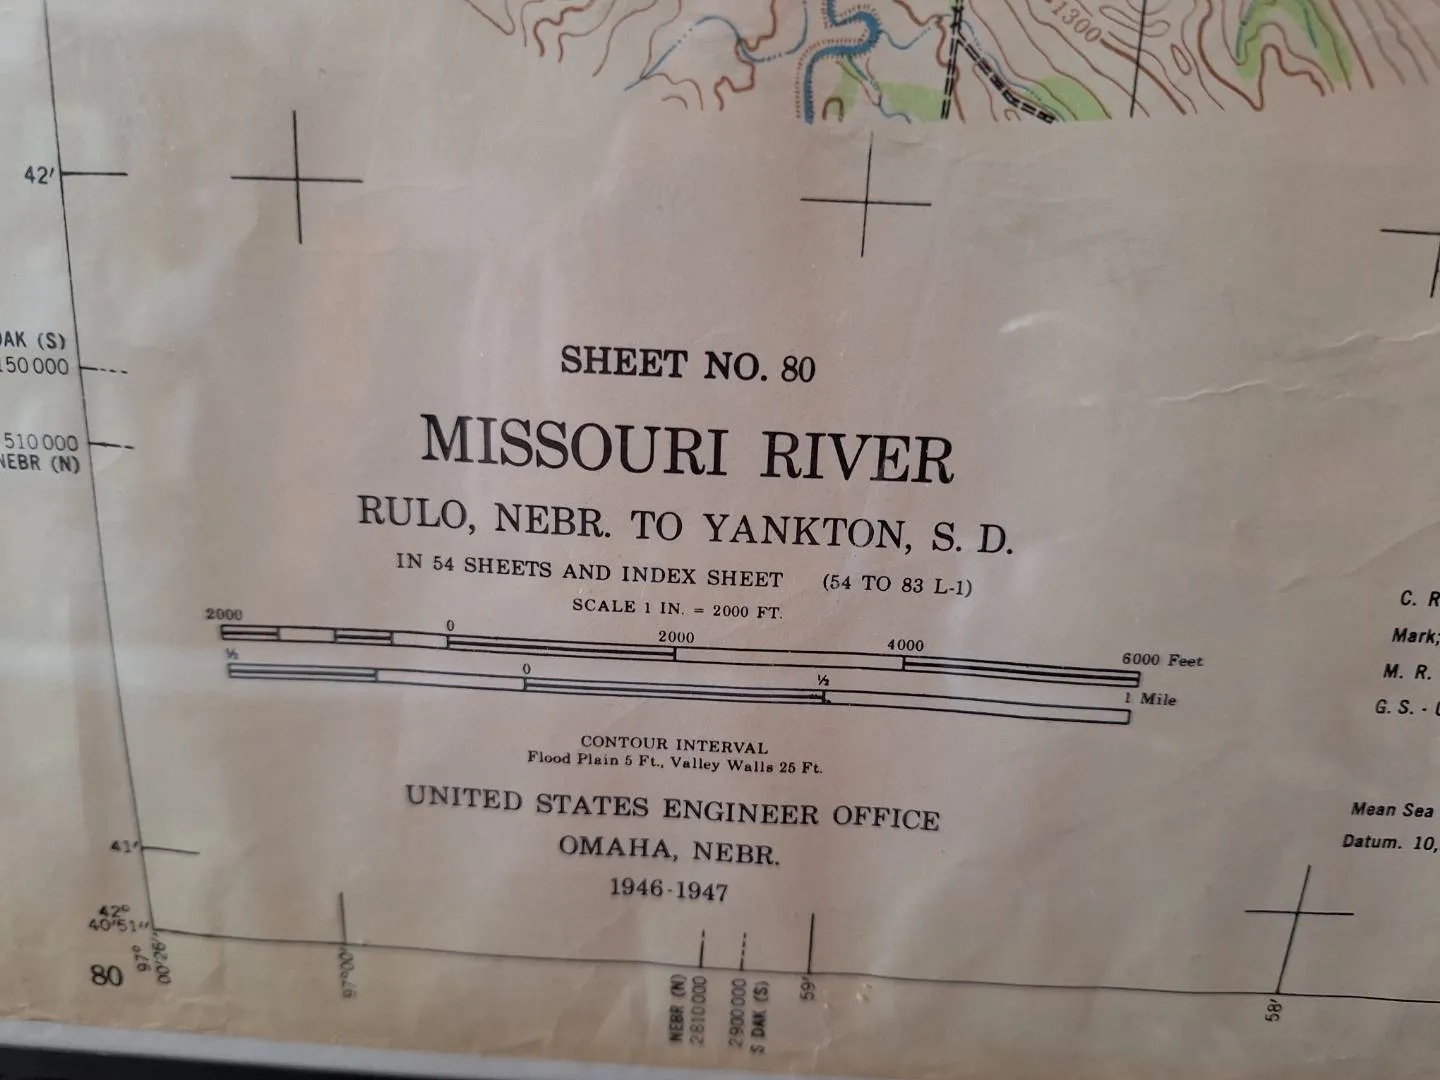 1300
42'
DAK (S)
150000
510000
NEBR (N)
SHEET NO. 80
MISSOURI RIVER
RULO, NEBR. TO YANKTON, S. D.
IN 54 SHEETS AND INDEX SHEET (54 TO 83 L-1)
SCALE 1 IN. = 2000 FT.
2000 0 2000 4000 6000 Feet
½ 0 ½ 1 Mile
CONTOUR INTERVAL
Flood Plain 5 Ft., Valley Walls 25 Ft.
UNITED STATES ENGINEER OFFICE
OMAHA, NEBR.
1946-1947
C. R
Mark;
M. R.
G. S. -
Mean Sea
Datum. 10,
41'
42°
40'51"
80
97°
00'26"
97°00'
NEBR (N)
2810000
2900000
S DAK (S)
59'
58'